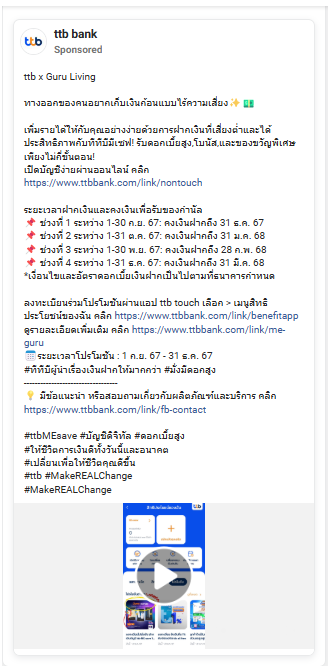 ttb bank
Sponsored
ttb x Guru Living
ทางออกของคนอยากเก็บเงินก้อนแบบไร้ความเสี่ยง✨ 💵
เพิ่มรายได้ให้กับคุณอย่างง่ายด้วยการฝากเงินที่เสี่ยงต่ำและได้
ประสิทธิภาพกับทีทีบีมีเซฟ! รับดอกเบี้ยสูง,โบนัส,และของขวัญพิเศษ
เพียงไม่กี่ขั้นตอน!
เปิดบัญชีง่ายผ่านออนไลน์ คลิก
https://www.ttbbank.com/link/nontouch
ระยะเวลาฝากเงินและคงเงินเพื่อรับของกำนัล
📌 ช่วงที่ 1 ระหว่าง 1-30 ก.ย. 67: คงเงินฝากถึง 31 ธ.ค. 67
📌 ช่วงที่ 2 ระหว่าง 1-31 ต.ค. 67: คงเงินฝากถึง 31 ม.ค. 68
📌 ช่วงที่ 3 ระหว่าง 1-30 พ.ย. 67: คงเงินฝากถึง 28 ก.พ. 68
📌 ช่วงที่ 4 ระหว่าง 1-31 ธ.ค. 67: คงเงินฝากถึง 31 มี.ค. 68
*เงื่อนไขและอัตราดอกเบี้ยเงินฝากเป็นไปตามที่ธนาคารกำหนด
ลงทะเบียนร่วมโปรโมชันผ่านแอป ttb touch เลือก > เมนูสิทธิ
ประโยชน์ของฉัน คลิก https://www.ttbbank.com/link/benefitapp
ดูรายละเอียดเพิ่มเติม คลิก https://www.ttbbank.com/link/me-
guru
🗓️ระยะเวลาโปรโมชัน : 1 ก.ย. 67 - 31 ธ.ค. 67
#ทีทีบีผู้นำเรื่องเงินฝากให้มากกว่า #มั่งมีดอกสูง
----------------------------------
💡 มีข้อแนะนำ หรือสอบถามเกี่ยวกับผลิตภัณฑ์และบริการ คลิก
https://www.ttbbank.com/link/fb-contact
#ttbMEsave #บัญชีดิจิทัล #ดอกเบี้ยสูง
#ให้ชีวิตการเงินดีทั้งวันนี้และอนาคต
#เปลี่ยนเพื่อให้ชีวิตคุณดีขึ้น
#ttb #MakeREALChange
#MakeREALChange